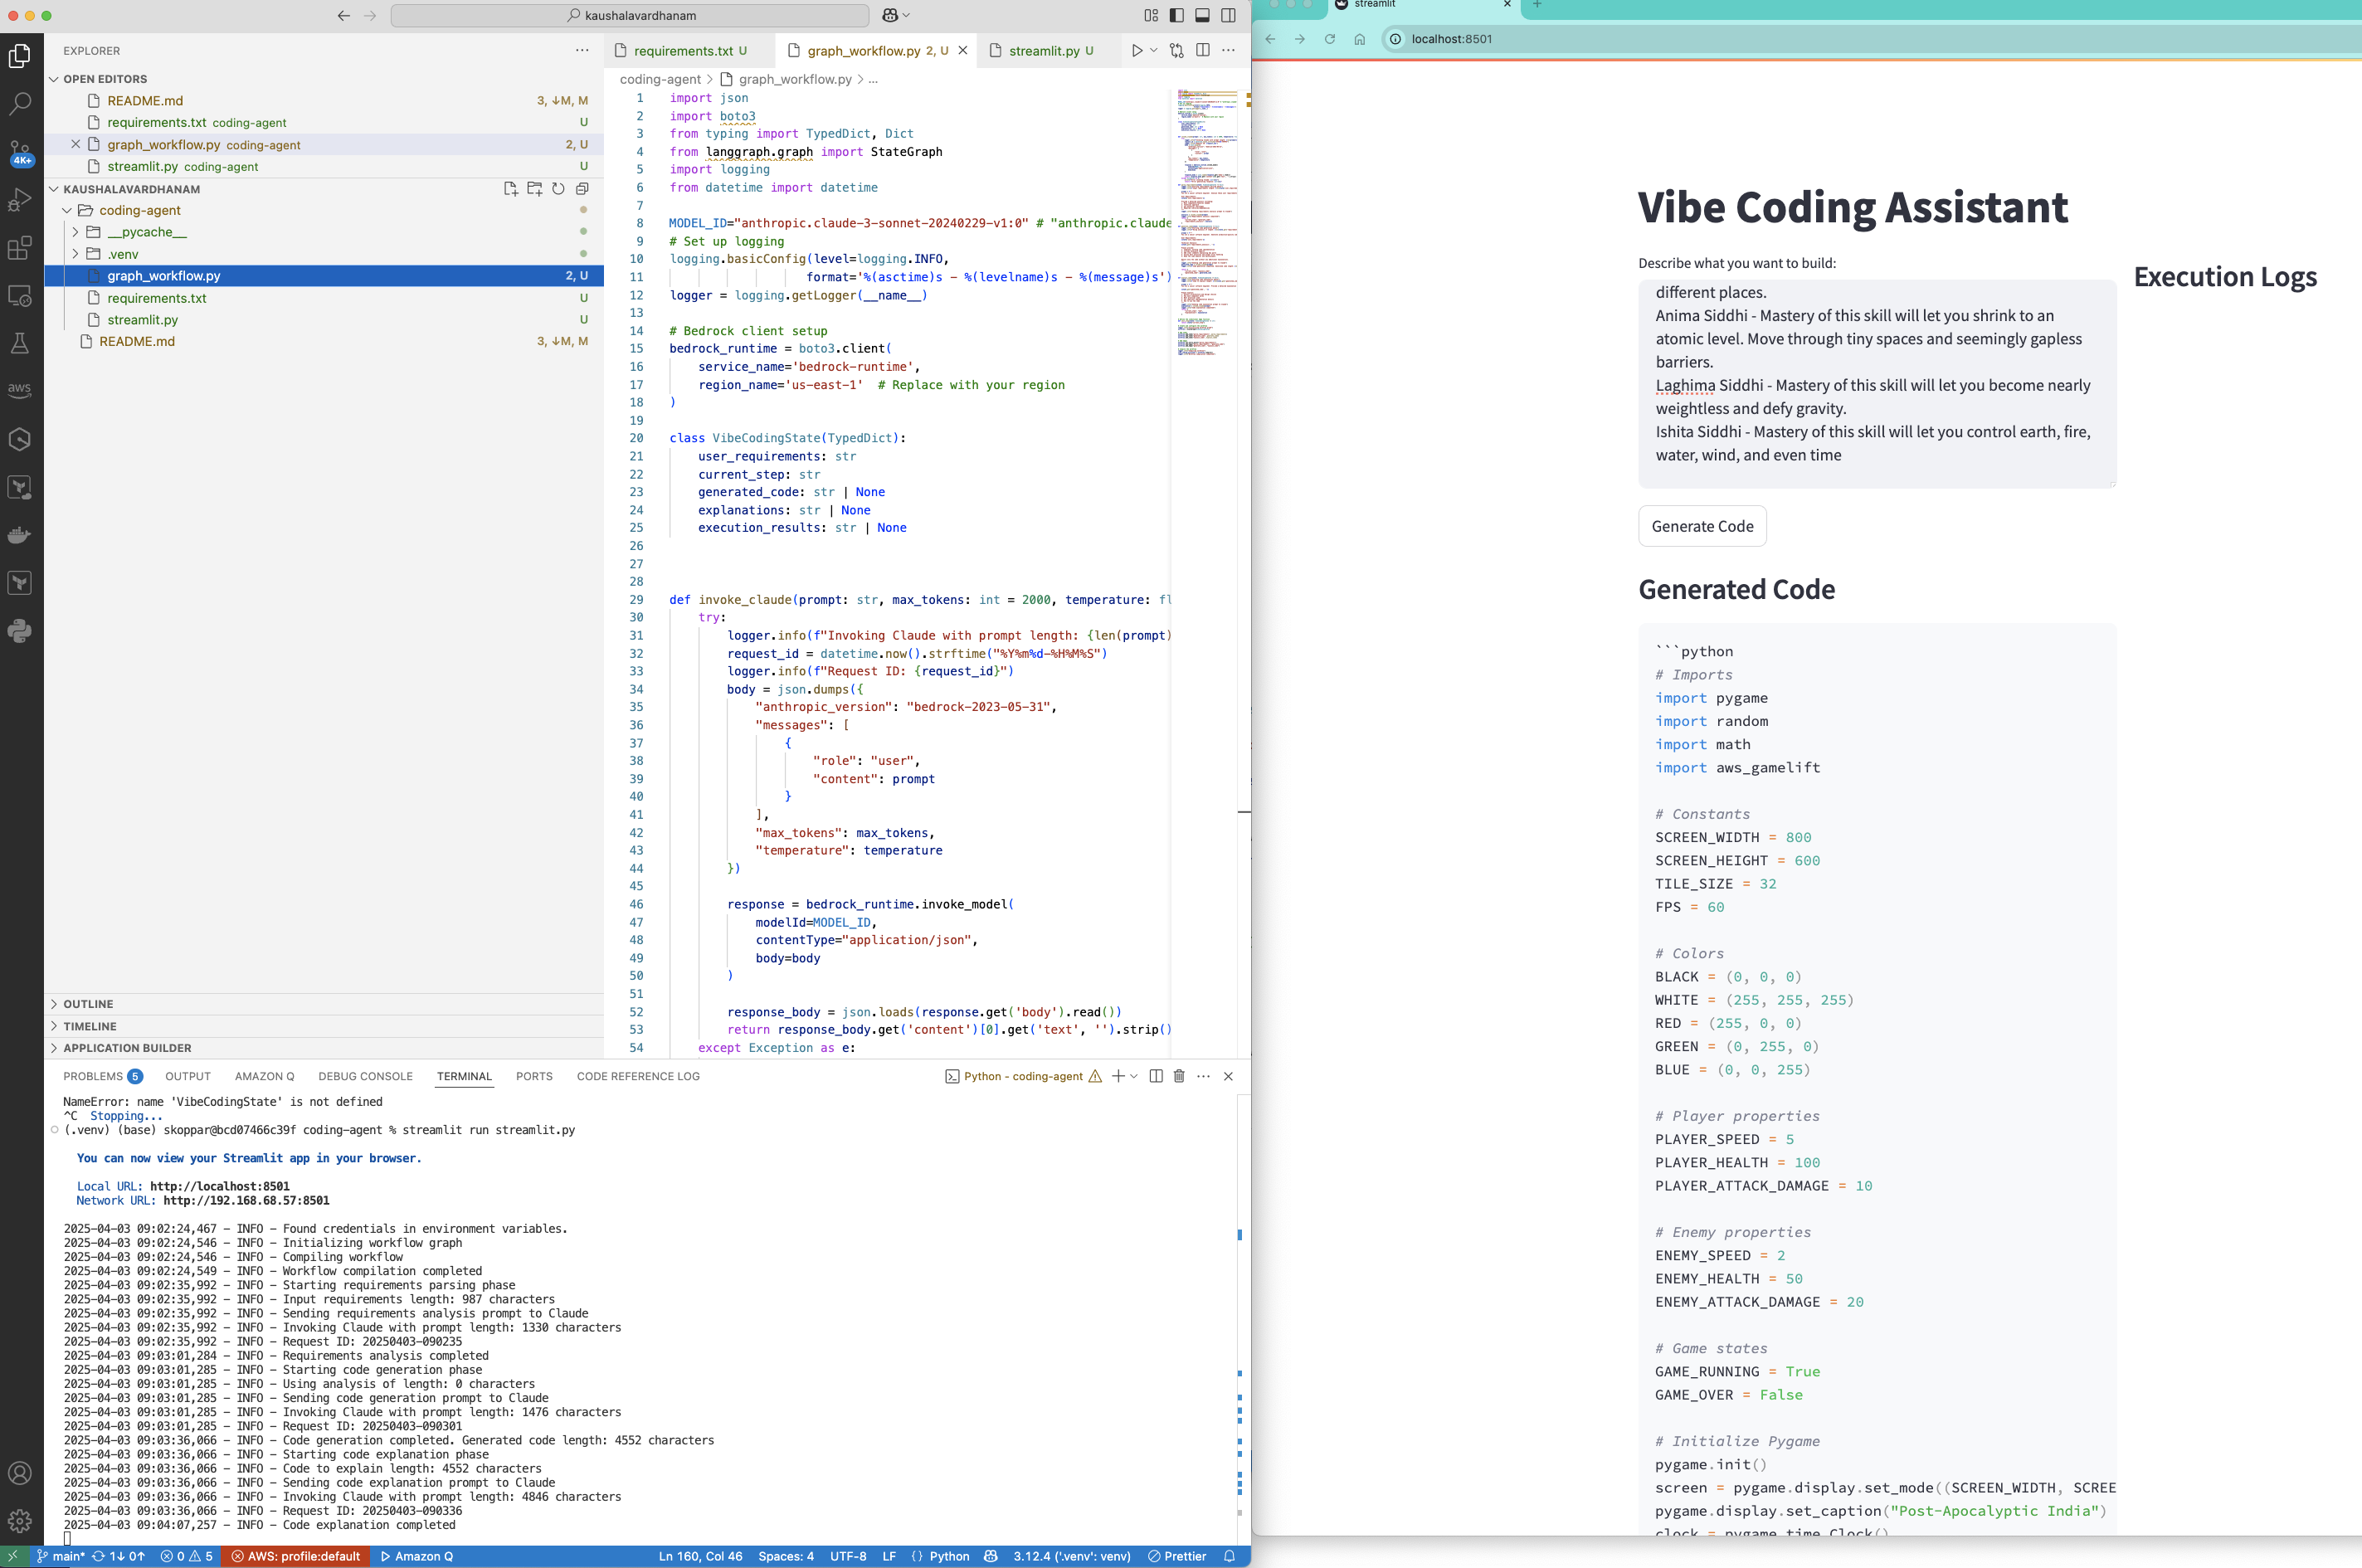 kaushalavardhanam
EXPLORER
OPEN EDITORS
README.md 3, ↓M, M
requirements.txt coding-agent U
graph_workflow.py coding-agent 2, U
streamlit.py coding-agent U
KAUSHALAVARDHANAM
coding-agent
__pycache__
.venv
graph_workflow.py 2, U
requirements.txt U
streamlit.py U
README.md 3, ↓M, M
4K+
aws
OUTLINE
TIMELINE
APPLICATION BUILDER
requirements.txt U graph_workflow.py 2, U streamlit.py U
coding-agent > graph_workflow.py > ...
1 import json
2 import boto3
3 from typing import TypedDict, Dict
4 from langgraph.graph import StateGraph
5 import logging
6 from datetime import datetime
7
8 MODEL_ID="anthropic.claude-3-sonnet-20240229-v1:0" # "anthropic.claude
9 # Set up logging
10 logging.basicConfig(level=logging.INFO,
11 format='%(asctime)s - %(levelname)s - %(message)s')
12 logger = logging.getLogger(__name__)
13
14 # Bedrock client setup
15 bedrock_runtime = boto3.client(
16 service_name='bedrock-runtime',
17 region_name='us-east-1' # Replace with your region
18 )
19
20 class VibeCodingState(TypedDict):
21 user_requirements: str
22 current_step: str
23 generated_code: str | None
24 explanations: str | None
25 execution_results: str | None
26
27
28
29 def invoke_claude(prompt: str, max_tokens: int = 2000, temperature: fl
30 try:
31 logger.info(f"Invoking Claude with prompt length: {len(prompt)
32 request_id = datetime.now().strftime("%Y%m%d-%H%M%S")
33 logger.info(f"Request ID: {request_id}")
34 body = json.dumps({
35 "anthropic_version": "bedrock-2023-05-31",
36 "messages": [
37 {
38 "role": "user",
39 "content": prompt
40 }
41 ],
42 "max_tokens": max_tokens,
43 "temperature": temperature
44 })
45
46 response = bedrock_runtime.invoke_model(
47 modelId=MODEL_ID,
48 contentType="application/json",
49 body=body
50 )
51
52 response_body = json.loads(response.get('body').read())
53 return response_body.get('content')[0].get('text', '').strip()
54 except Exception as e:
PROBLEMS 5 OUTPUT AMAZON Q DEBUG CONSOLE TERMINAL PORTS CODE REFERENCE LOG Python - coding-agent
NameError: name 'VibeCodingState' is not defined
^C Stopping...
(.venv) (base) skoppar@bcd07466c39f coding-agent % streamlit run streamlit.py
You can now view your Streamlit app in your browser.
Local URL: http://localhost:8501
Network URL: http://192.168.68.57:8501
2025-04-03 09:02:24,467 - INFO - Found credentials in environment variables.
2025-04-03 09:02:24,546 - INFO - Initializing workflow graph
2025-04-03 09:02:24,546 - INFO - Compiling workflow
2025-04-03 09:02:24,549 - INFO - Workflow compilation completed
2025-04-03 09:02:35,992 - INFO - Starting requirements parsing phase
2025-04-03 09:02:35,992 - INFO - Input requirements length: 987 characters
2025-04-03 09:02:35,992 - INFO - Sending requirements analysis prompt to Claude
2025-04-03 09:02:35,992 - INFO - Invoking Claude with prompt length: 1330 characters
2025-04-03 09:02:35,992 - INFO - Request ID: 20250403-090235
2025-04-03 09:03:01,284 - INFO - Requirements analysis completed
2025-04-03 09:03:01,285 - INFO - Starting code generation phase
2025-04-03 09:03:01,285 - INFO - Using analysis of length: 0 characters
2025-04-03 09:03:01,285 - INFO - Sending code generation prompt to Claude
2025-04-03 09:03:01,285 - INFO - Invoking Claude with prompt length: 1476 characters
2025-04-03 09:03:01,285 - INFO - Request ID: 20250403-090301
2025-04-03 09:03:36,066 - INFO - Code generation completed. Generated code length: 4552 characters
2025-04-03 09:03:36,066 - INFO - Starting code explanation phase
2025-04-03 09:03:36,066 - INFO - Code to explain length: 4552 characters
2025-04-03 09:03:36,066 - INFO - Sending code explanation prompt to Claude
2025-04-03 09:03:36,066 - INFO - Invoking Claude with prompt length: 4846 characters
2025-04-03 09:03:36,066 - INFO - Request ID: 20250403-090336
2025-04-03 09:04:07,257 - INFO - Code explanation completed
main* 1↓ 0↑ 0 5 AWS: profile:default Amazon Q Ln 160, Col 46 Spaces: 4 UTF-8 LF {} Python 3.12.4 ('.venv': venv) Prettier
streamlit
localhost:8501
Vibe Coding Assistant
Describe what you want to build:
different places.
Anima Siddhi - Mastery of this skill will let you shrink to an
atomic level. Move through tiny spaces and seemingly gapless
barriers.
Laghima Siddhi - Mastery of this skill will let you become nearly
weightless and defy gravity.
Ishita Siddhi - Mastery of this skill will let you control earth, fire,
water, wind, and even time
Execution Logs
Generate Code
Generated Code
```python
# Imports
import pygame
import random
import math
import aws_gamelift
# Constants
SCREEN_WIDTH = 800
SCREEN_HEIGHT = 600
TILE_SIZE = 32
FPS = 60
# Colors
BLACK = (0, 0, 0)
WHITE = (255, 255, 255)
RED = (255, 0, 0)
GREEN = (0, 255, 0)
BLUE = (0, 0, 255)
# Player properties
PLAYER_SPEED = 5
PLAYER_HEALTH = 100
PLAYER_ATTACK_DAMAGE = 10
# Enemy properties
ENEMY_SPEED = 2
ENEMY_HEALTH = 50
ENEMY_ATTACK_DAMAGE = 20
# Game states
GAME_RUNNING = True
GAME_OVER = False
# Initialize Pygame
pygame.init()
screen = pygame.display.set_mode((SCREEN_WIDTH, SCREE
pygame.display.set_caption("Post-Apocalyptic India")
clock = pygame.time.Clock()